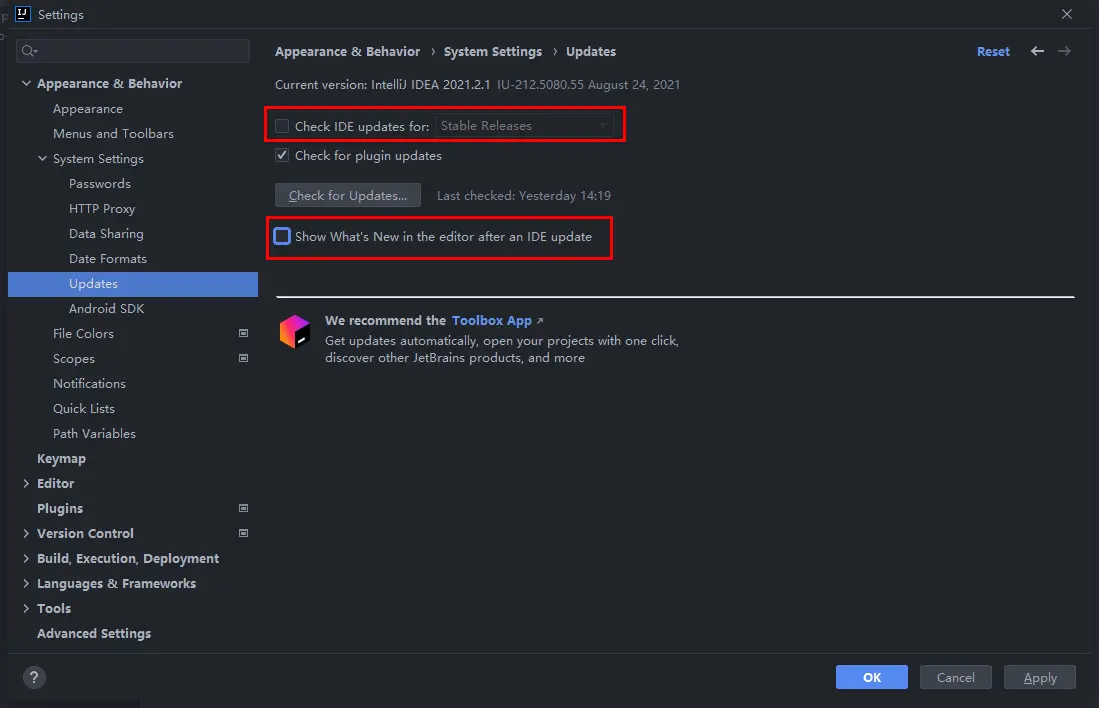 Settings
Appearance & Behavior
Appearance
Menus and Toolbars
System Settings
Passwords
HTTP Proxy
Data Sharing
Date Formats
Updates
Android SDK
File Colors
Scopes
Notifications
Quick Lists
Path Variables
Keymap
Editor
Plugins
Version Control
Build, Execution, Deployment
Languages & Frameworks
Tools
Advanced Settings
Appearance & Behavior › System Settings › Updates
Reset
Current version: IntelliJ IDEA 2021.2.1 IU-212.5080.55 August 24, 2021
Check IDE updates for: Stable Releases
Check for plugin updates
Check for Updates... Last checked: Yesterday 14:19
Show What's New in the editor after an IDE update
We recommend the Toolbox App ↗
Get updates automatically, open your projects with one click,
discover other JetBrains products, and more
?
OK
Cancel
Apply